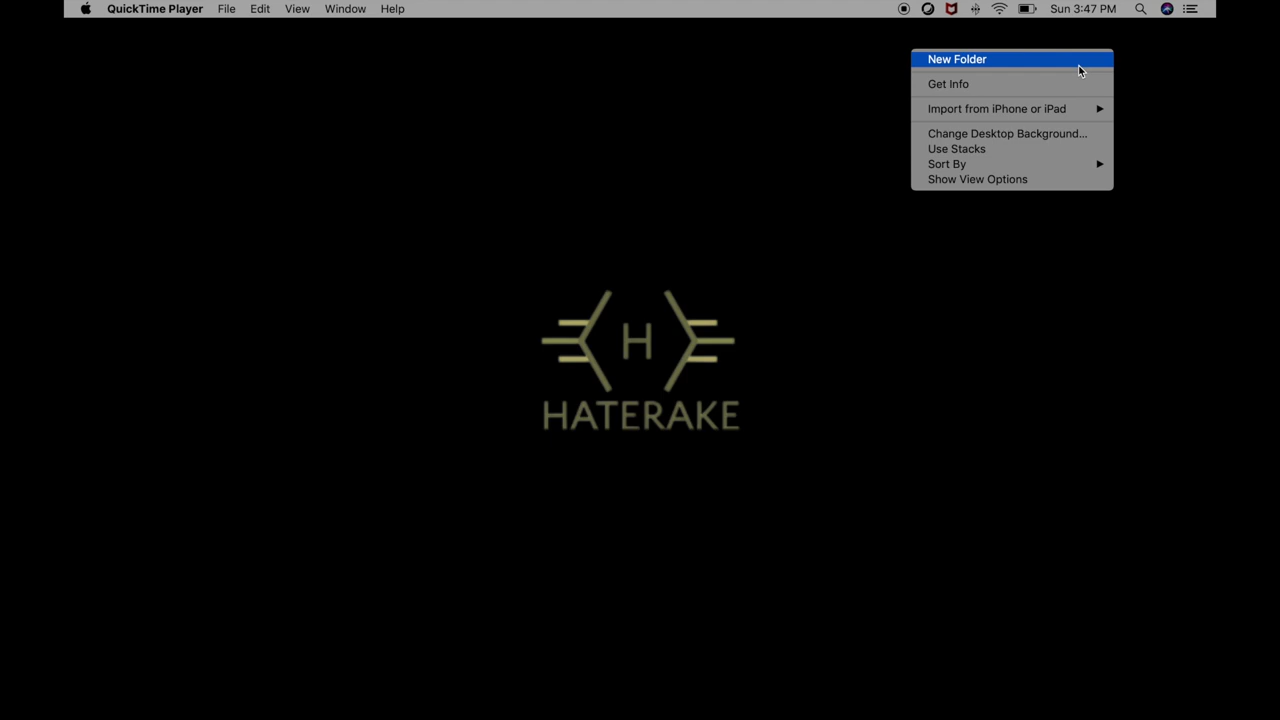 QuickTime Player File Edit View Window Help Sun 3:47 PM
New Folder
Get Info
Import from iPhone or iPad
Change Desktop Background...
Use Stacks
Sort By
Show View Options
H
HATERAKE